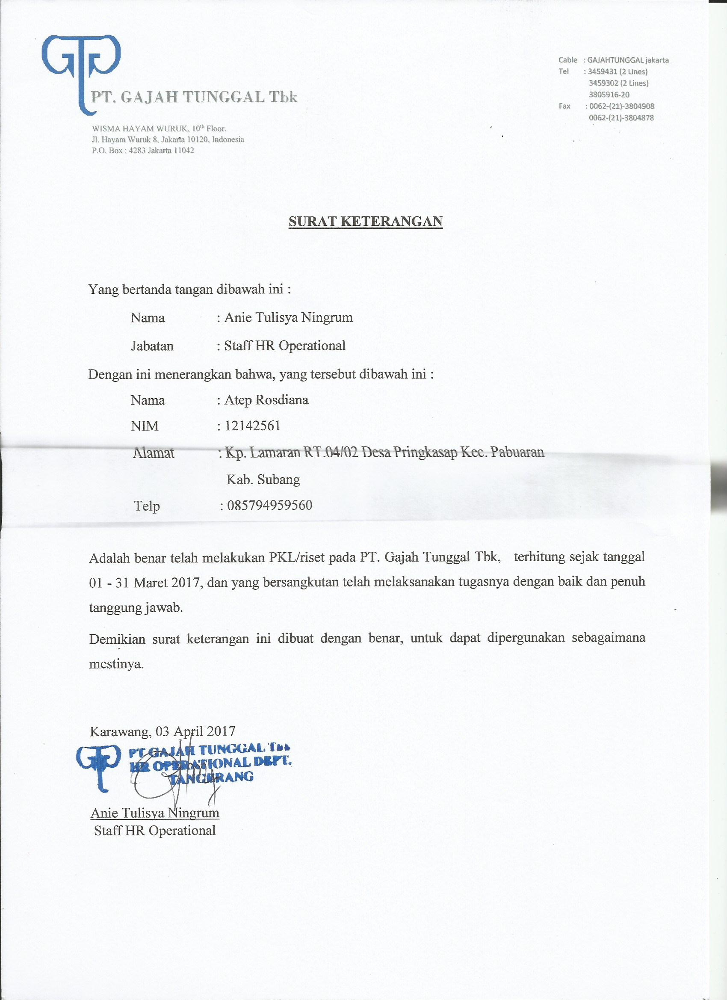 GTG
PT. GAJAH TUNGGAL Tbk
WISMA HAYAM WURUK, 10th Floor.
Jl. Hayam Wuruk 8, Jakarta 10120, Indonesia
P.O. Box : 4283 Jakarta 11042
Cable : GAJAHTUNGGAL jakarta
Tel : 3459431 (2 Lines)
3459302 (2 Lines)
3805916-20
Fax : 0062-(21)-3804908
0062-(21)-3804878
SURAT KETERANGAN
Yang bertanda tangan dibawah ini :
Nama : Anie Tulisya Ningrum
Jabatan : Staff HR Operational
Dengan ini menerangkan bahwa, yang tersebut dibawah ini :
Nama : Atep Rosdiana
NIM : 12142561
Alamat : Kp. Lamaran RT.04/02 Desa Pringkasap Kec. Pabuaran
Kab. Subang
Telp : 085794959560
Adalah benar telah melakukan PKL/riset pada PT. Gajah Tunggal Tbk, terhitung sejak tanggal
01 - 31 Maret 2017, dan yang bersangkutan telah melaksanakan tugasnya dengan baik dan penuh
tanggung jawab.
Demikian surat keterangan ini dibuat dengan benar, untuk dapat dipergunakan sebagaimana
mestinya.
Karawang, 03 April 2017
PT GAJAH TUNGGAL Tbk
HR OPERATIONAL DEPT.
TANGERANG
Anie Tulisya Ningrum
Staff HR Operational